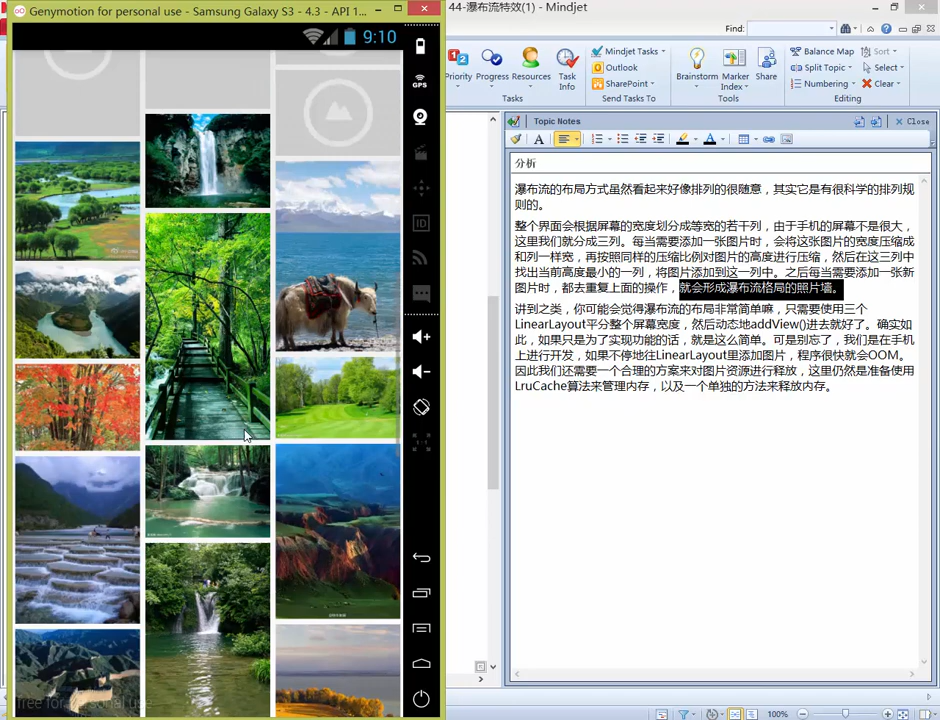 Genymotion for personal use - Samsung Galaxy S3 - 4.3 - API 1...
9:10
GPS
ID
free for personal use
44-瀑布流特效(1) - Mindjet
Find:
Priority
Progress
Resources
Task
Info
Mindjet Tasks
Outlook
SharePoint
Tasks
Send Tasks To
Brainstorm
Marker
Index
Share
Tools
Balance Map
Sort
Split Topic
Select
Numbering
Clear
Editing
Topic Notes
Close
分析
瀑布流的布局方式虽然看起来好像排列的很随意，其实它是有很科学的排列规
则的。
整个界面会根据屏幕的宽度划分成等宽的若干列，由于手机的屏幕不是很大，
这里我们就分成三列。每当需要添加一张图片时，会将这张图片的宽度压缩成
和列一样宽，再按照同样的压缩比例对图片的高度进行压缩，然后在这三列中
找出当前高度最小的一列，将图片添加到这一列中。之后每当需要添加一张新
图片时，都去重复上面的操作，就会形成瀑布流格局的照片墙。
讲到之类，你可能会觉得瀑布流的布局非常简单嘛，只需要使用三个
LinearLayout平分整个屏幕宽度，然后动态地addView()进去就好了。确实如
此，如果只是为了实现功能的话，就是这么简单。可是别忘了，我们是在手机
上进行开发，如果不停地往LinearLayout里添加图片，程序很快就会OOM。
因此我们还需要一个合理的方案来对图片资源进行释放，这里仍然是准备使用
LruCache算法来管理内存，以及一个单独的方法来释放内存。
100%